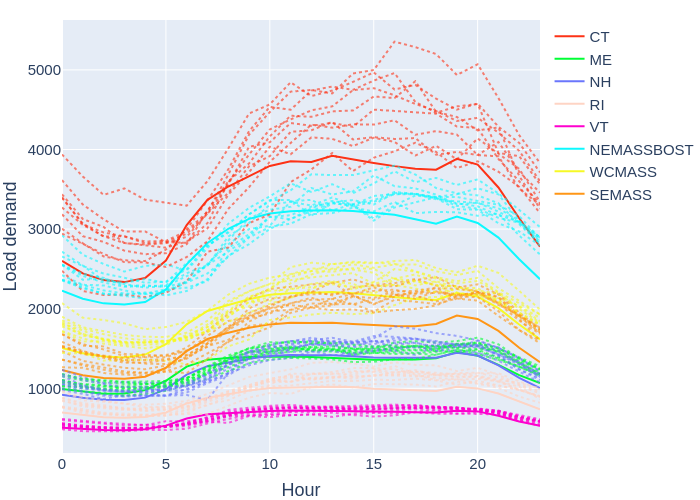 5000
4000
3000
2000
1000
0
5
10
15
20
Load demand
Hour
CT
ME
NH
RI
VT
NEMASSBOST
WCMASS
SEMASS